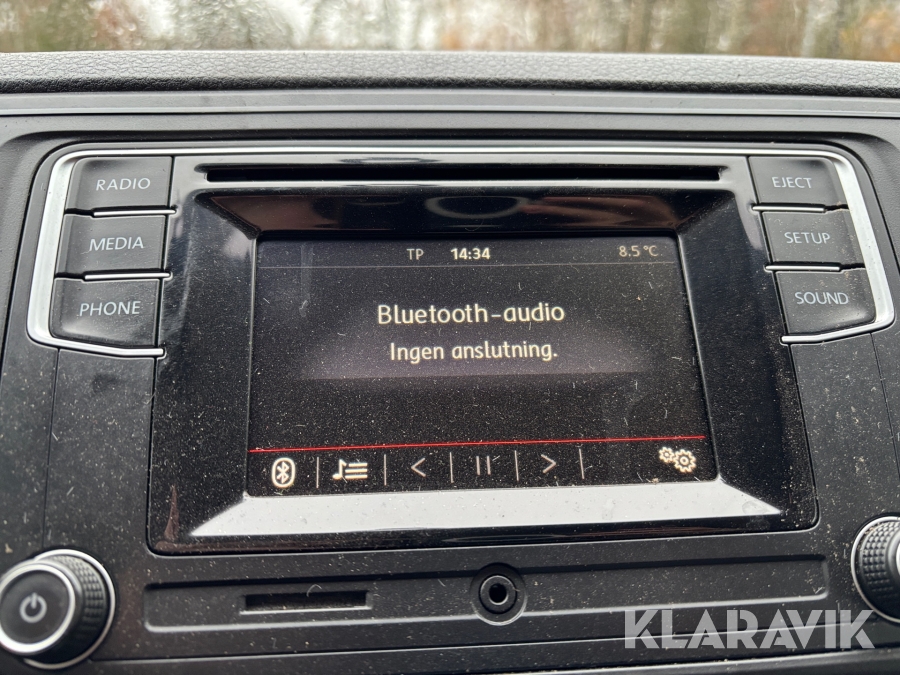 RADIO
MEDIA
PHONE
TP 14:34 8.5 °C
Bluetooth-audio
Ingen anslutning.
EJECT
SETUP
SOUND
KLARAVIK